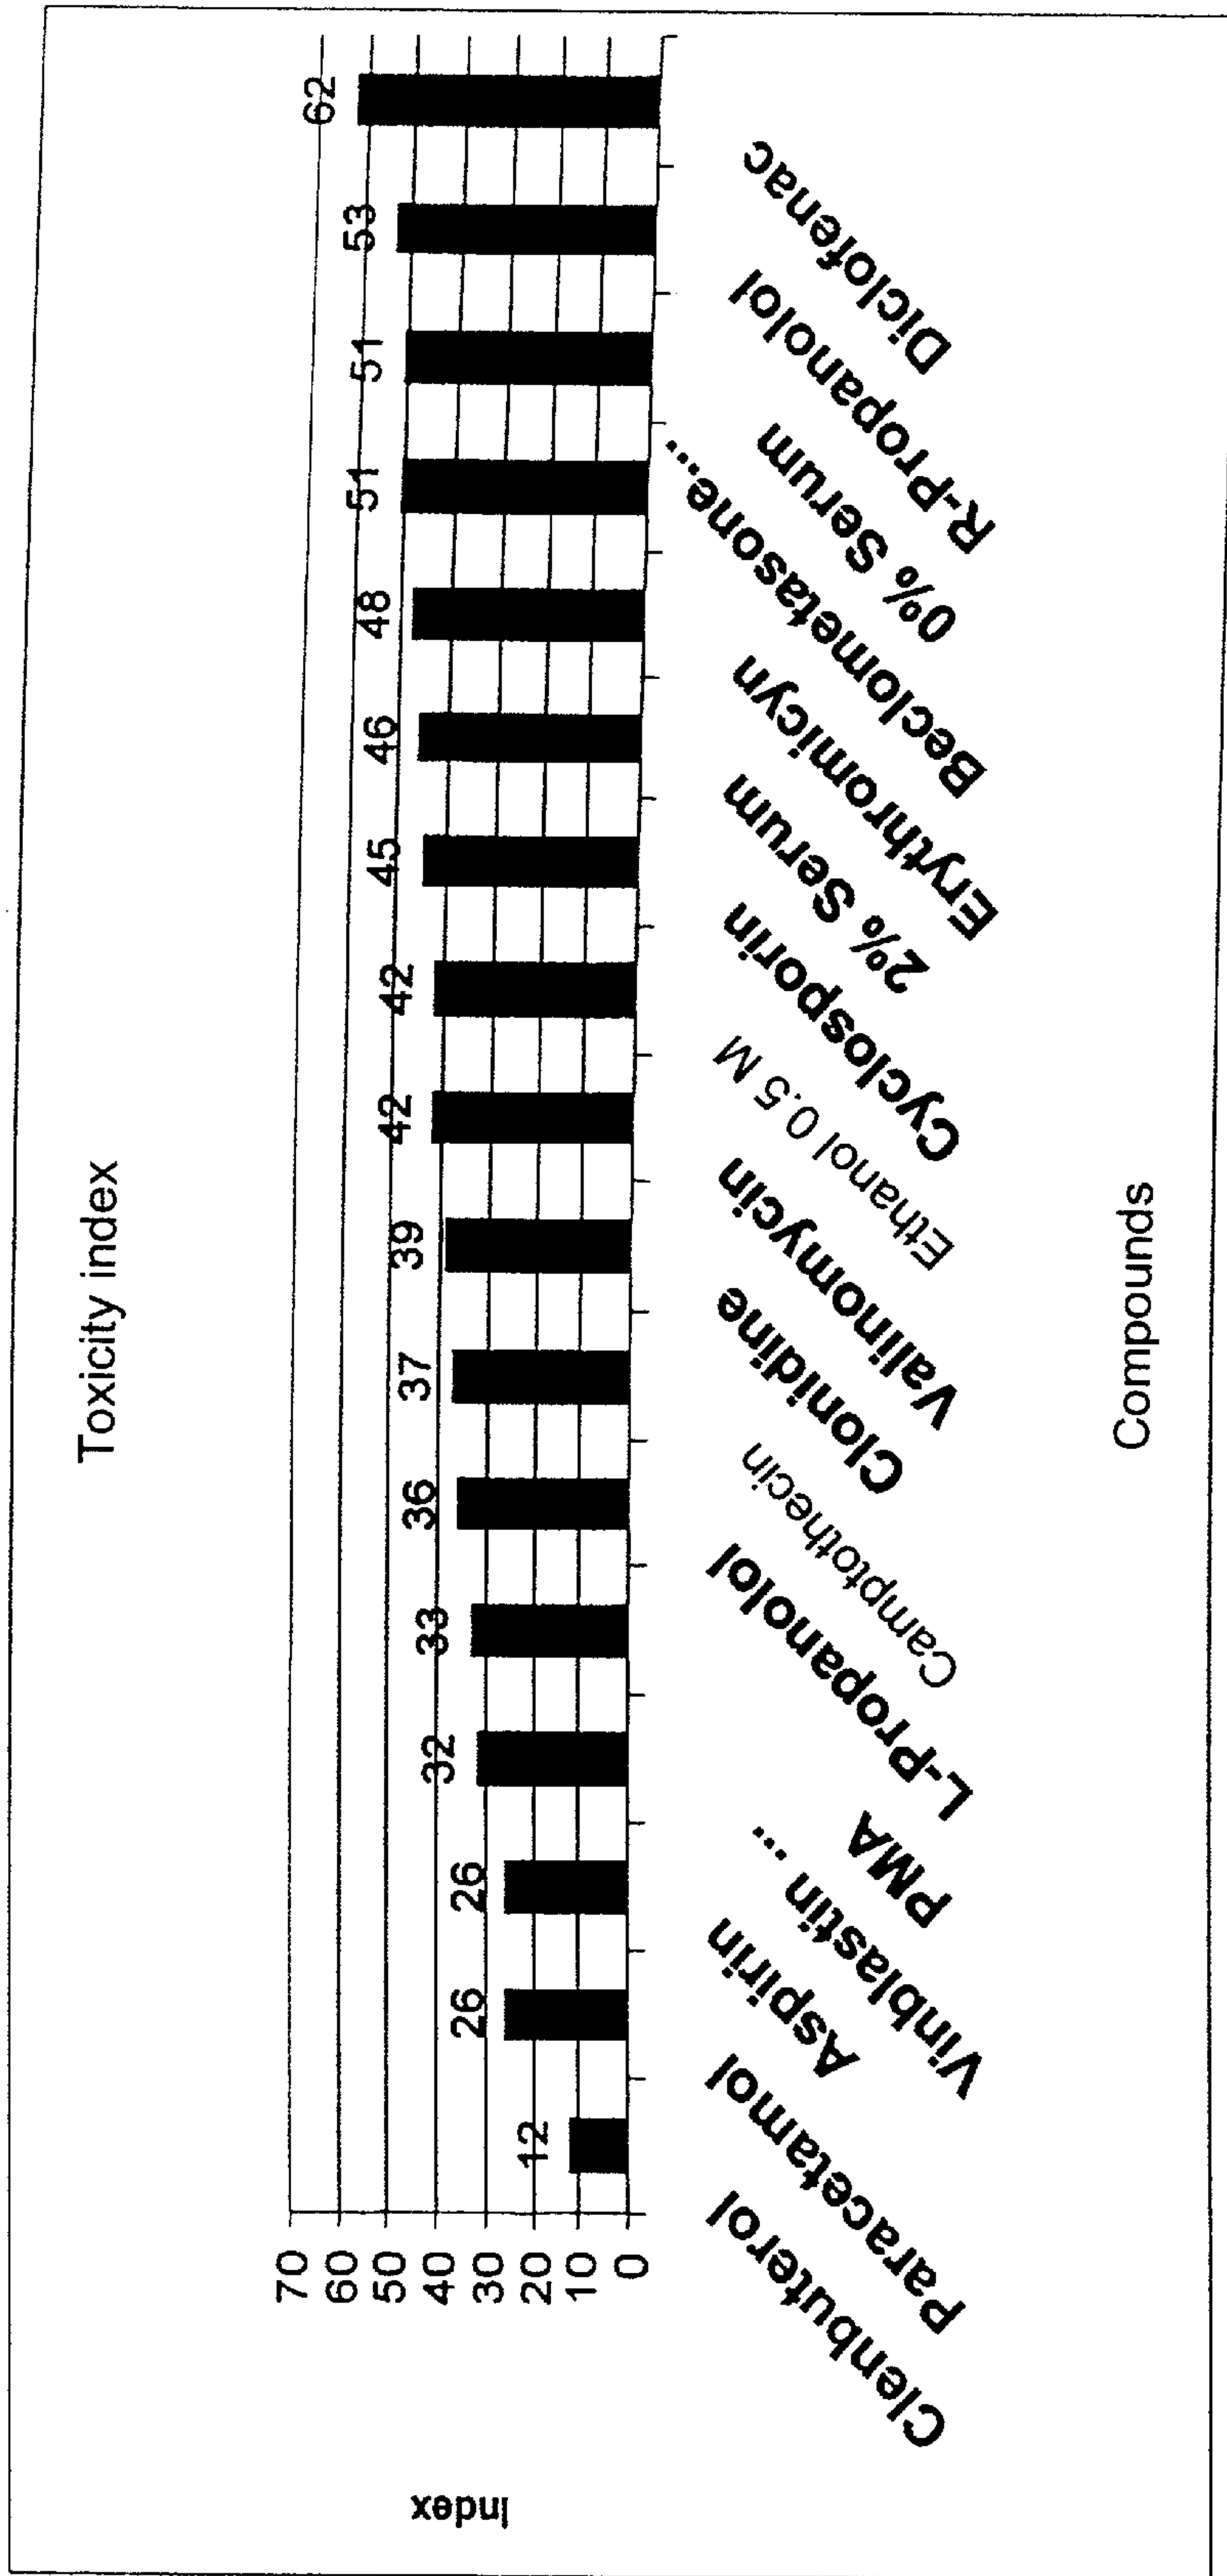 Toxicity index
Index
70
60
50
40
30
20
10
0
12
26
26
32
33
36
37
39
42
42
45
46
48
51
51
53
62
Clenbuterol
Paracetamol
Aspirin
Vinblastin ...
PMA
L-Propanolol
Camptothecin
Clonidine
Valinomycin
Ethanol 0.5 M
Cyclosporin
2% Serum
Erythromicyn
Beclometasone...
0% Serum
R-Propanolol
Diclofenac
Compounds